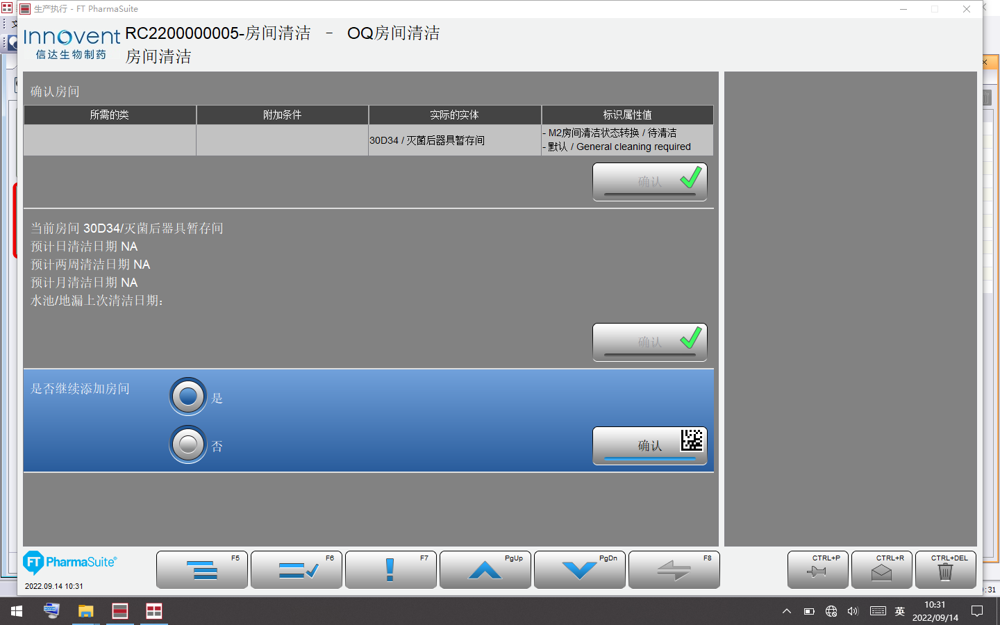 生产执行 - FT PharmaSuite
Innovent
信达生物制药
RC2200000005-房间清洁 - OQ房间清洁
房间清洁
确认房间
所需的类 附加条件 实际的实体 标识属性值
30D34 / 灭菌后器具暂存间
- M2房间清洁状态转换 / 待清洁
- 默认 / General cleaning required
确认
当前房间 30D34/灭菌后器具暂存间
预计日清洁日期 NA
预计两周清洁日期 NA
预计月清洁日期 NA
水池/地漏上次清洁日期：
确认
是否继续添加房间
是
否
确认
FT PharmaSuite®
2022.09.14 10:31
F5 F6 F7 PgUp PgDn F8 CTRL+P CTRL+R CTRL+DEL
:31
英
10:31
2022/09/14